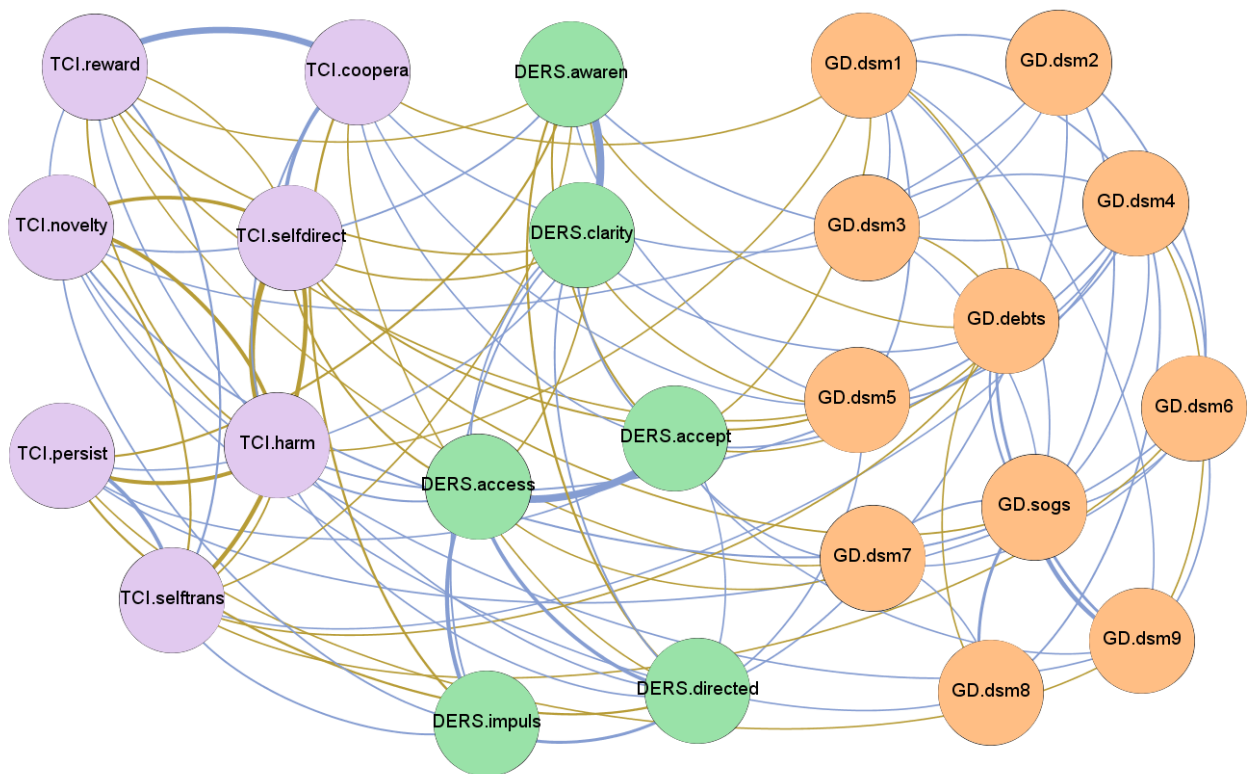 TCI.reward
TCI.coopera
DERS.awaren
GD.dsm1
GD.dsm2
TCI.novelty
TCI.selfdirect
DERS.clarity
GD.dsm3
GD.dsm4
GD.debts
TCI.persist
TCI.harm
DERS.access
DERS.accept
GD.dsm5
GD.dsm6
TCI.selftrans
GD.dsm7
GD.sogs
DERS.impuls
DERS.directed
GD.dsm8
GD.dsm9